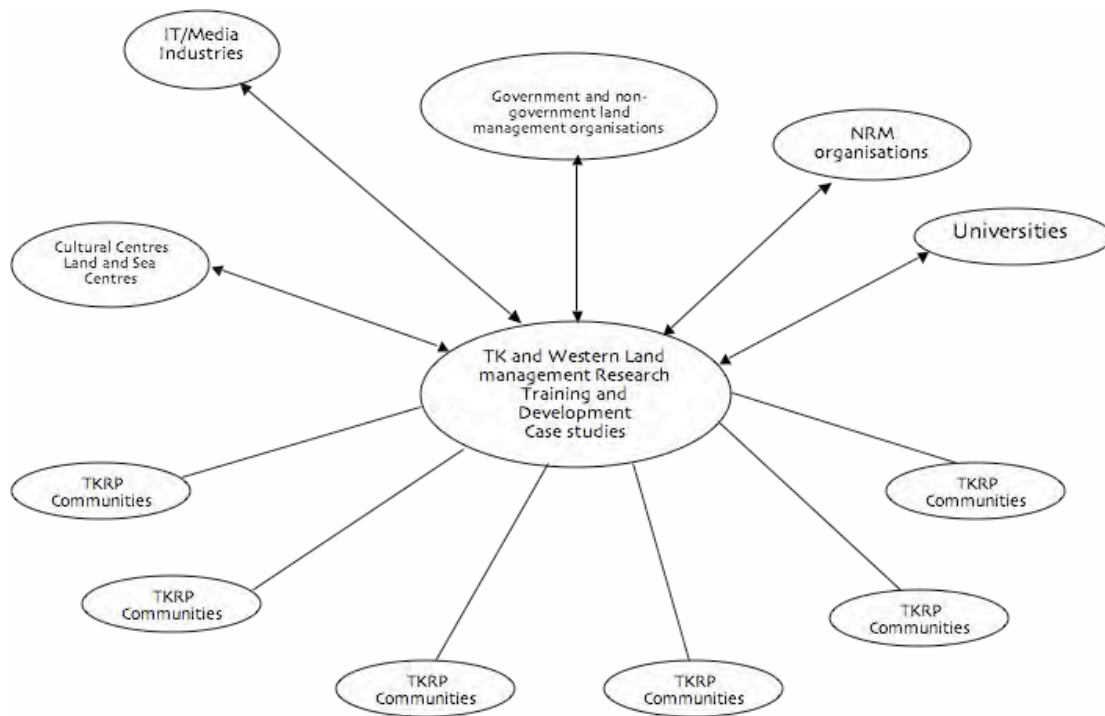 IT/Media
Industries
Government and non-
government land
management organisations
NRM
organisations
Universities
Cultural Centres
Land and Sea
Centres
TK and Western Land
management Research
Training and
Development
Case studies
TKRP
Communities
TKRP
Communities
TKRP
Communities
TKRP
Communities
TKRP
Communities
TKRP
Communities